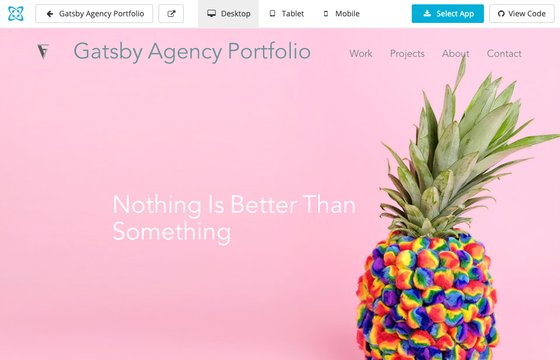 Gatsby Agency Portfolio
Desktop
Tablet
Mobile
Select App
View Code
Gatsby Agency Portfolio
Work
Projects
About
Contact
Nothing Is Better Than
Something